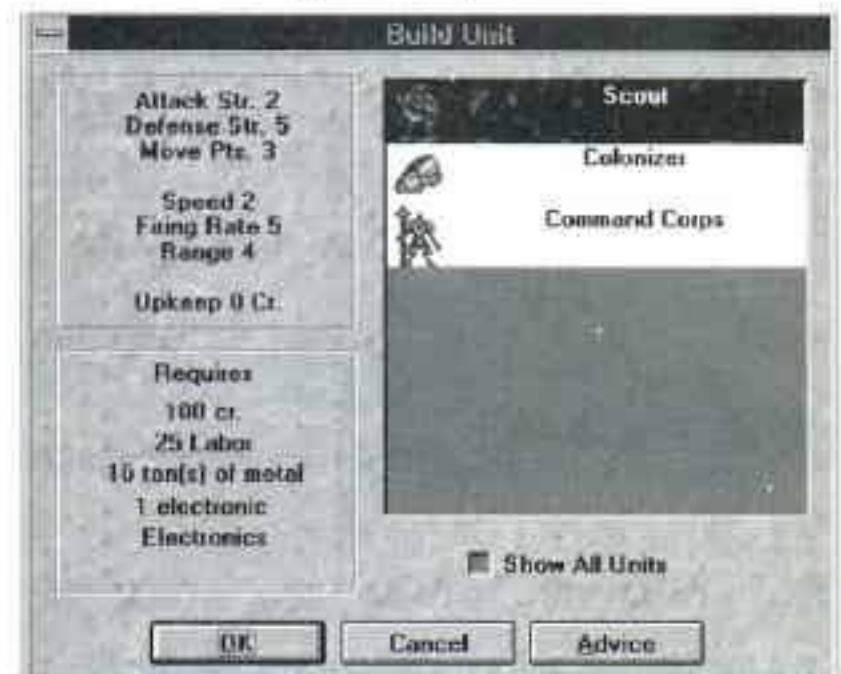 Build Unit
Attack Str. 2
Defense Str. 5
Move Pts. 3
Speed 2
Firing Rate 5
Range 4
Upkeep 0 Cr.
Requires
100 cr.
25 Labor
ton(s) of metal
1 electronic
Electronics
Scout
Colonizer
Command Corps
Show All Units
OK
Cancel
Advice